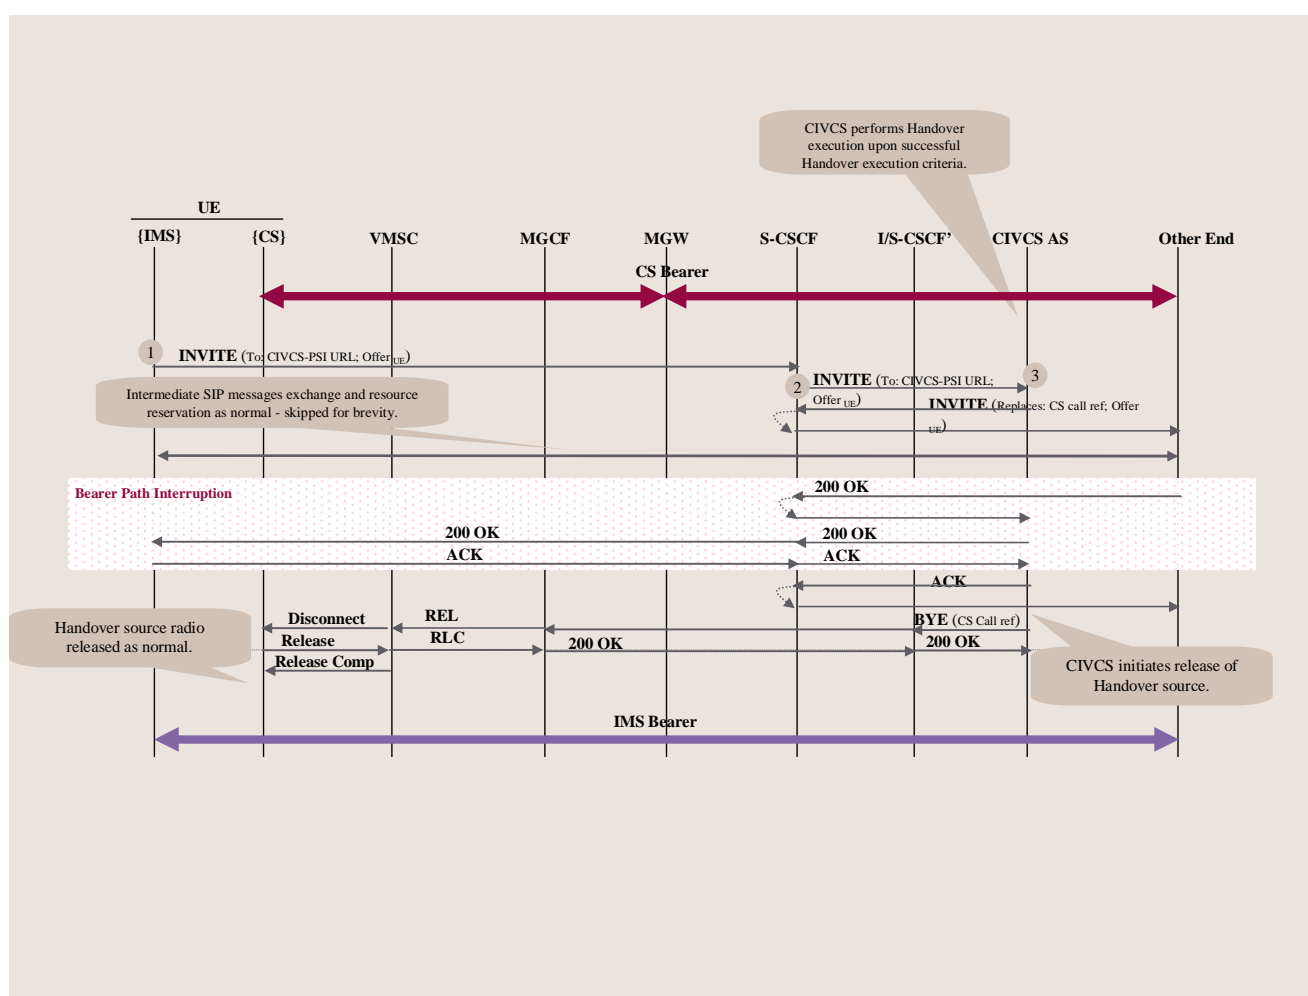 CIVCS performs Handover
execution upon successful
Handover execution criteria.
UE
{IMS}
{CS}
VMSC
MGCF
MGW
S-CSCF
I/S-CSCF’
CIVCS AS
Other End
CS Bearer
1
INVITE (To: CIVCS-PSI URL; Offer UE)
2
INVITE (To: CIVCS-PSI URL;
Offer UE)
3
Intermediate SIP messages exchange and resource
reservation as normal - skipped for brevity.
INVITE (Replaces: CS call ref; Offer
UE)
Bearer Path Interruption
200 OK
200 OK
200 OK
ACK
ACK
ACK
Handover source radio
released as normal.
Disconnect
REL
BYE (CS Call ref)
Release
RLC
200 OK
200 OK
Release Comp
CIVCS initiates release of
Handover source.
IMS Bearer